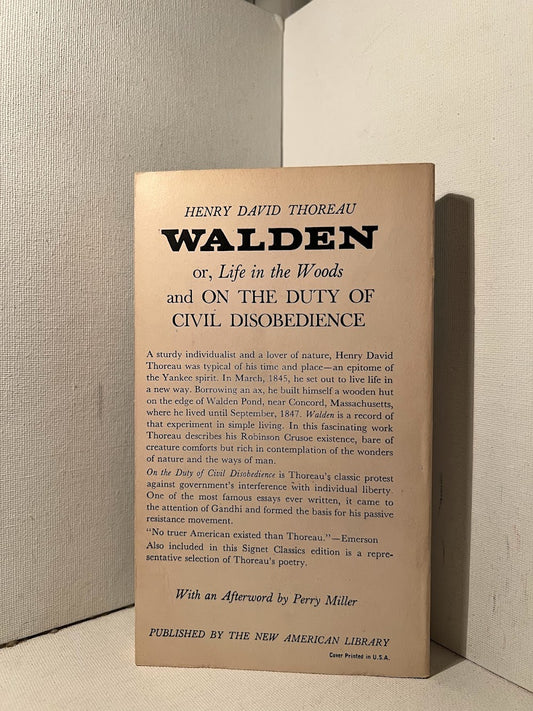 HENRY DAVID THOREAU
WALDEN
or, Life in the Woods
and ON THE DUTY OF
CIVIL DISOBEDIENCE
A sturdy individualist and a lover of nature, Henry David
Thoreau was typical of his time and place—an epitome of
the Yankee spirit. In March, 1845, he set out to live life in
a new way. Borrowing an ax, he built himself a wooden hut
on the edge of Walden Pond, near Concord, Massachusetts,
where he lived until September, 1847. Walden is a record of
that experiment in simple living. In this fascinating work
Thoreau describes his Robinson Crusoe existence, bare of
creature comforts but rich in contemplation of the wonders
of nature and the ways of man.
On the Duty of Civil Disobedience is Thoreau's classic protest
against government's interference with individual liberty.
One of the most famous essays ever written, it came to
the attention of Gandhi and formed the basis for his passive
resistance movement.
"No truer American existed than Thoreau."—Emerson
Also included in this Signet Classics edition is a repre-
sentative selection of Thoreau's poetry.
With an Afterword by Perry Miller
PUBLISHED BY THE NEW AMERICAN LIBRARY
Cover Printed in U.S.A.